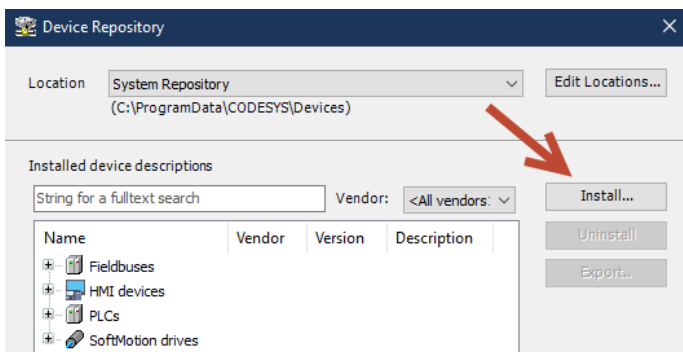 Device Repository
Location System Repository Edit Locations...
(C:\ProgramData\CODESYS\Devices)
Installed device descriptions
String for a fulltext search Vendor: <All vendors: Install...
Name Vendor Version Description Uninstall
Fieldbuses Export..
HMI devices
PLCs
SoftMotion drives